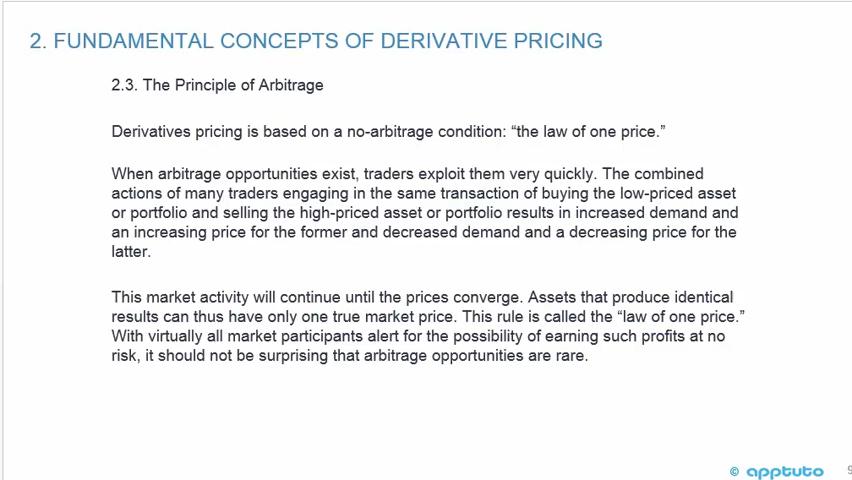 2. FUNDAMENTAL CONCEPTS OF DERIVATIVE PRICING
2.3. The Principle of Arbitrage
Derivatives pricing is based on a no-arbitrage condition: “the law of one price.”
When arbitrage opportunities exist, traders exploit them very quickly. The combined
actions of many traders engaging in the same transaction of buying the low-priced asset
or portfolio and selling the high-priced asset or portfolio results in increased demand and
an increasing price for the former and decreased demand and a decreasing price for the
latter.
This market activity will continue until the prices converge. Assets that produce identical
results can thus have only one true market price. This rule is called the “law of one price.”
With virtually all market participants alert for the possibility of earning such profits at no
risk, it should not be surprising that arbitrage opportunities are rare.
© apptuto